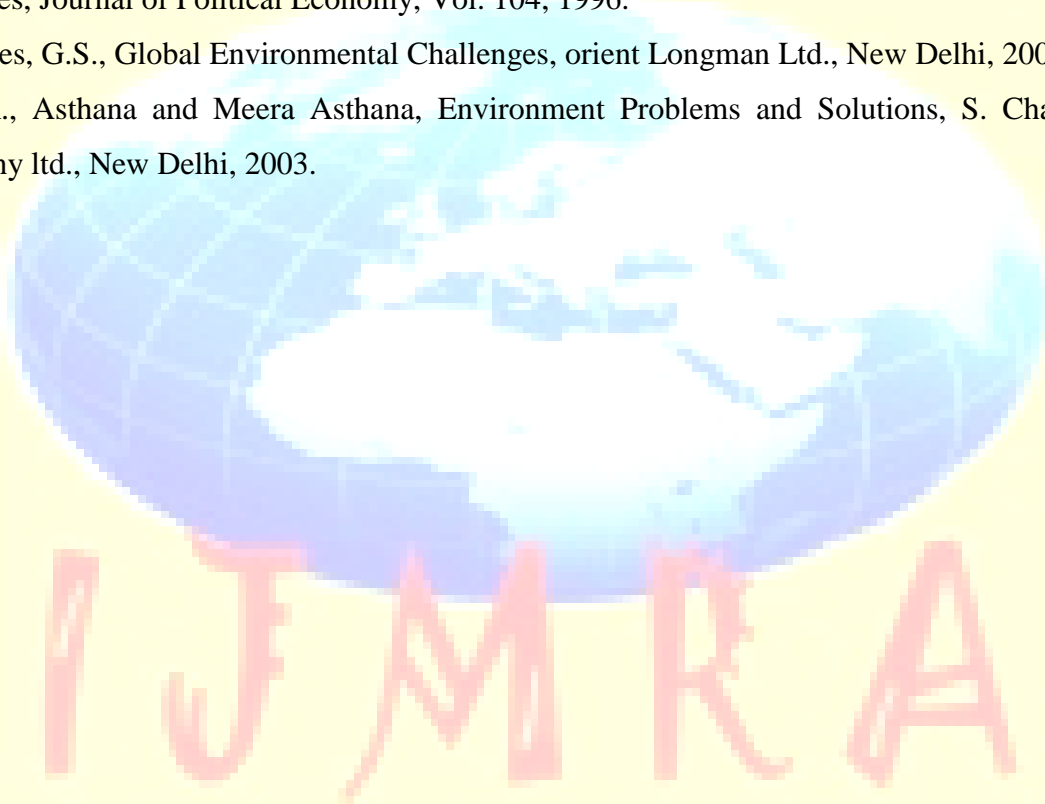 es, Journal of Political Economy, Vol. 104, 1996.
es, G.S., Global Environmental Challenges, orient Longman Ltd., New Delhi, 200
., Asthana and Meera Asthana, Environment Problems and Solutions, S. Cha
ny ltd., New Delhi, 2003.
IJMRA